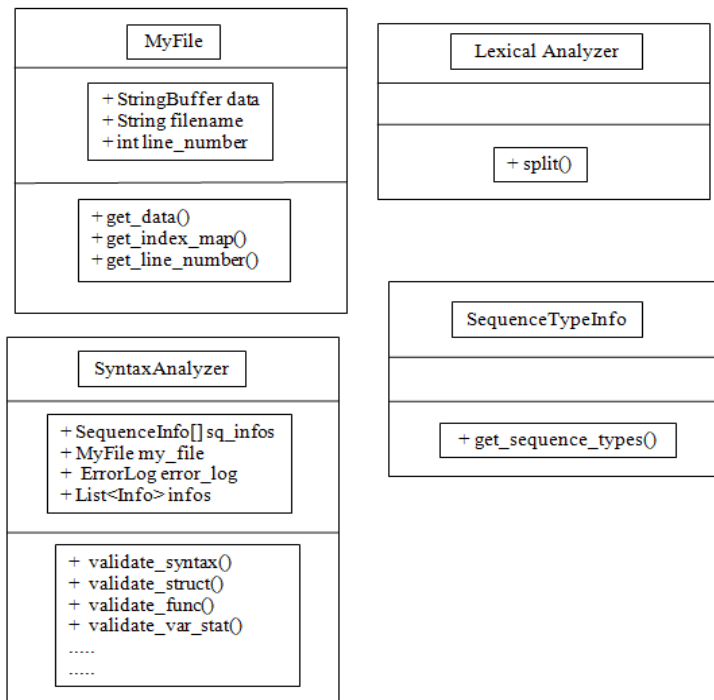 MyFile
+ StringBuffer data
+ String filename
+ int line_number
+ get_data()
+ get_index_map()
+ get_line_number()
Lexical Analyzer
+ split()
SequenceTypeInfo
+ get_sequence_types()
SyntaxAnalyzer
+ SequenceInfo[] sq_infos
+ MyFile my_file
+ ErrorLog error_log
+ List<Info> infos
+ validate_syntax()
+ validate_struct()
+ validate_func()
+ validate_var_stat()
.....
.....